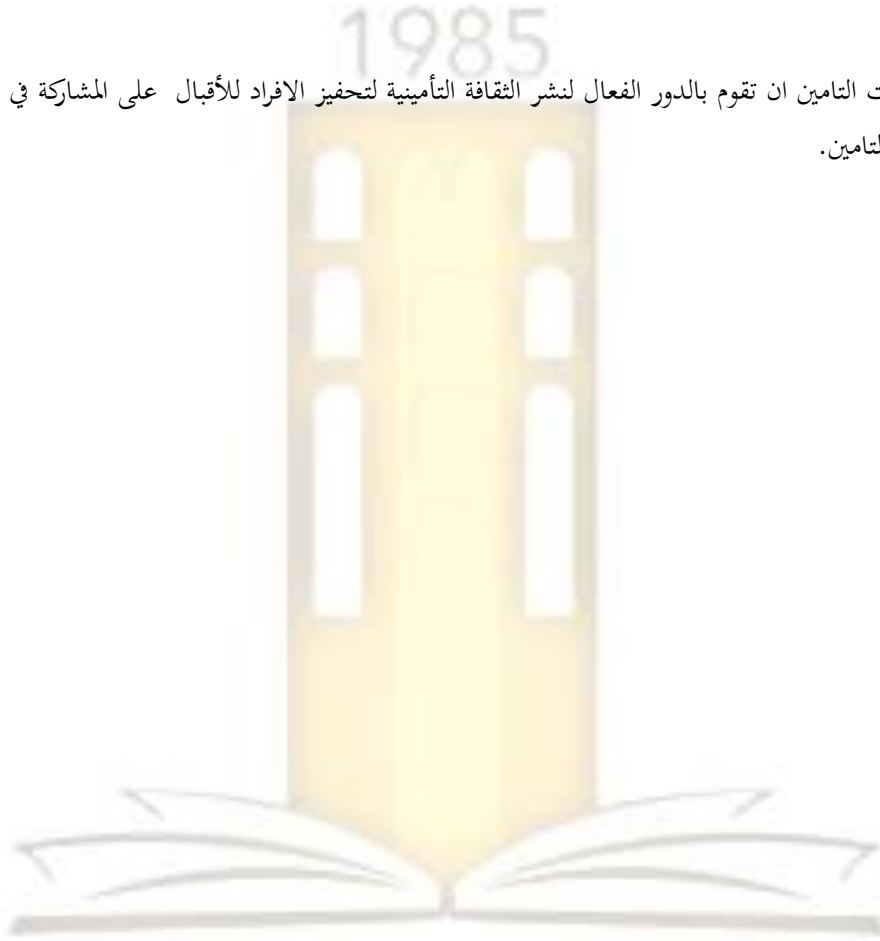 1985
ت التامين ان تقوم بالدور الفعال لنشر الثقافة التأمينية لتحفيز الافراد للأقبال على المشاركة في
لتامين.